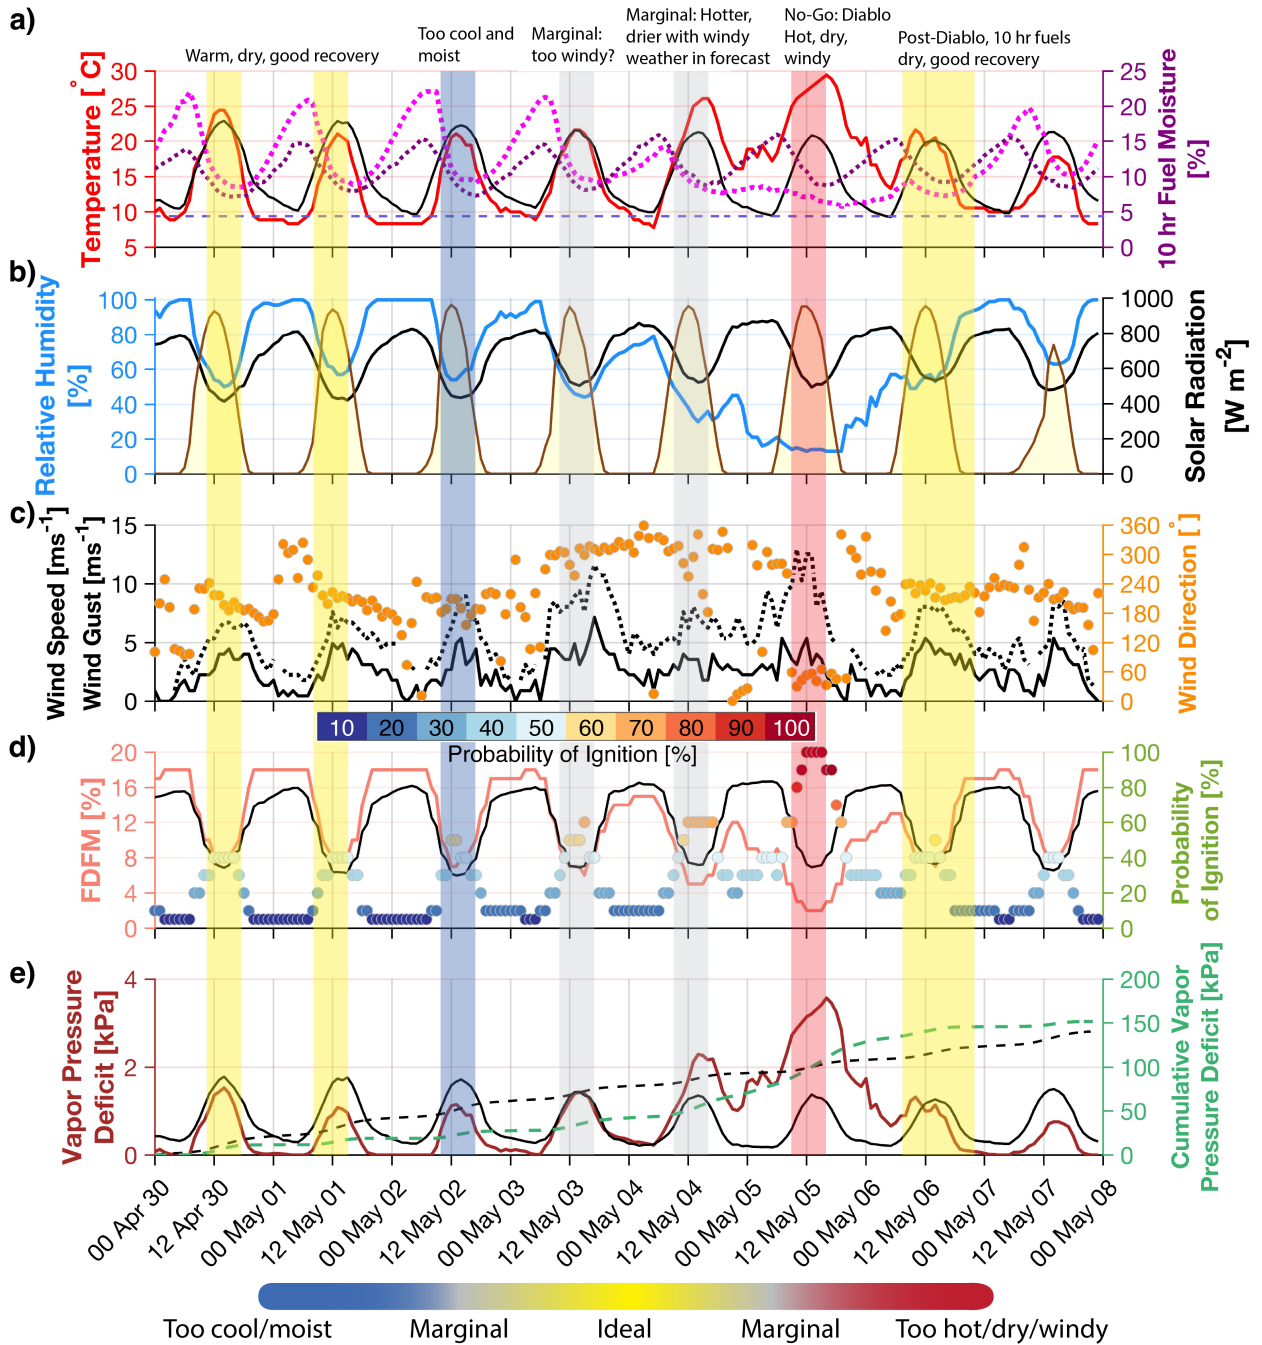 a)
Warm, dry, good recovery
Too cool and
moist
Marginal:
too windy?
Marginal: Hotter,
drier with windy
weather in forecast
No-Go: Diablo
Hot, dry,
windy
Post-Diablo, 10 hr fuels
dry, good recovery
Temperature [°C]
30
25
20
15
10
5
10 hr Fuel Moisture
[%]
25
20
15
10
5
0
b)
Relative Humidity
[%]
100
80
60
40
20
0
Solar Radiation
[W m-2]
1000
800
600
400
200
0
c)
Wind Speed [ms-1]
Wind Gust [ms-1]
15
10
5
0
Wind Direction [°]
360
300
240
180
120
60
0
10 20 30 40 50 60 70 80 90 100
Probability of Ignition [%]
d)
FDFM [%]
20
16
12
8
4
0
Probability
of Ignition [%]
100
80
60
40
20
0
e)
Vapor Pressure
Deficit [kPa]
4
2
0
Cumulative Vapor
Pressure Deficit [kPa]
200
150
100
50
0
00 Apr 30
12 Apr 30
00 May 01
12 May 01
00 May 02
12 May 02
00 May 03
12 May 03
00 May 04
12 May 04
00 May 05
12 May 05
00 May 06
12 May 06
00 May 07
12 May 07
00 May 08
Too cool/moist Marginal Ideal Marginal Too hot/dry/windy